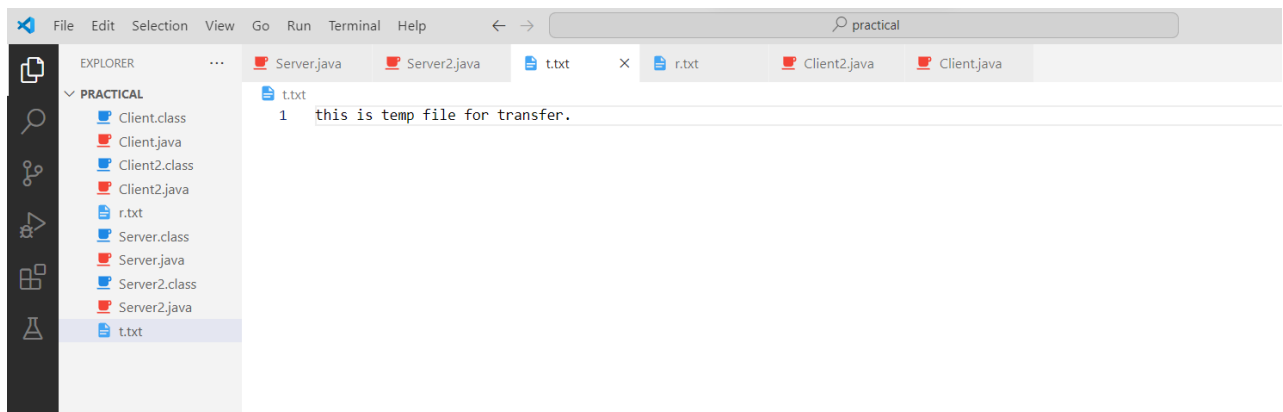 File Edit Selection View Go Run Terminal Help practical
EXPLORER ...
Server.java Server2.java t.txt r.txt Client2.java Client.java
PRACTICAL
Client.class
Client.java
Client2.class
Client2.java
r.txt
Server.class
Server.java
Server2.class
Server2.java
t.txt
t.txt
1 this is temp file for transfer.